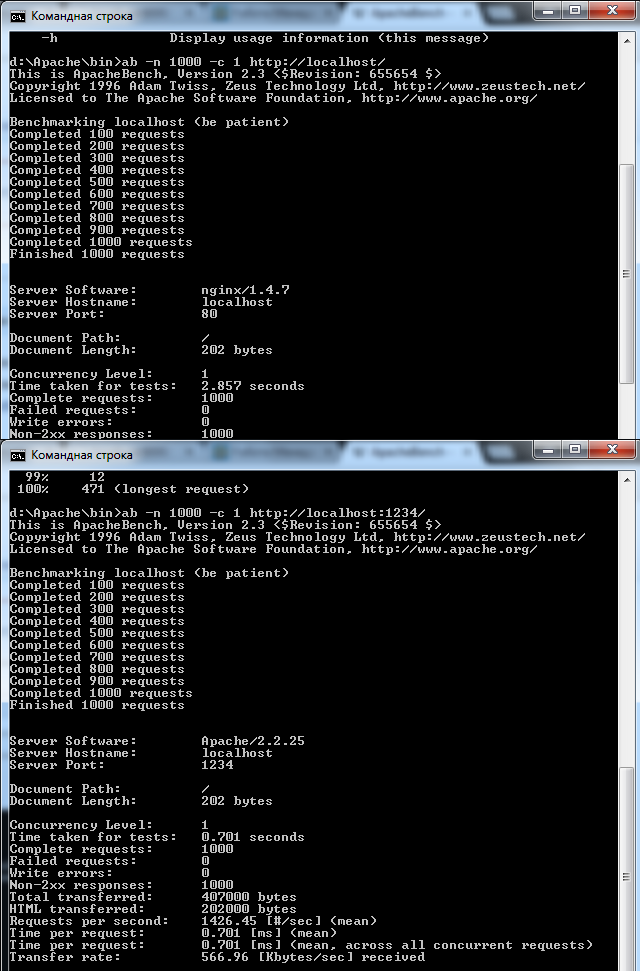 Командная строка
-h Display usage information (this message)
d:\Apache\bin>ab -n 1000 -c 1 http://localhost/
This is ApacheBench, Version 2.3 <$Revision: 655654 $>
Copyright 1996 Adam Twiss, Zeus Technology Ltd, http://www.zeustech.net/
Licensed to The Apache Software Foundation, http://www.apache.org/
Benchmarking localhost (be patient)
Completed 100 requests
Completed 200 requests
Completed 300 requests
Completed 400 requests
Completed 500 requests
Completed 600 requests
Completed 700 requests
Completed 800 requests
Completed 900 requests
Completed 1000 requests
Finished 1000 requests
Server Software: nginx/1.4.7
Server Hostname: localhost
Server Port: 80
Document Path: /
Document Length: 202 bytes
Concurrency Level: 1
Time taken for tests: 2.857 seconds
Complete requests: 1000
Failed requests: 0
Write errors: 0
Non-2xx responses: 1000
Командная строка
99% 12
100% 471 (longest request)
d:\Apache\bin>ab -n 1000 -c 1 http://localhost:1234/
This is ApacheBench, Version 2.3 <$Revision: 655654 $>
Copyright 1996 Adam Twiss, Zeus Technology Ltd, http://www.zeustech.net/
Licensed to The Apache Software Foundation, http://www.apache.org/
Benchmarking localhost (be patient)
Completed 100 requests
Completed 200 requests
Completed 300 requests
Completed 400 requests
Completed 500 requests
Completed 600 requests
Completed 700 requests
Completed 800 requests
Completed 900 requests
Completed 1000 requests
Finished 1000 requests
Server Software: Apache/2.2.25
Server Hostname: localhost
Server Port: 1234
Document Path: /
Document Length: 202 bytes
Concurrency Level: 1
Time taken for tests: 0.701 seconds
Complete requests: 1000
Failed requests: 0
Write errors: 0
Non-2xx responses: 1000
Total transferred: 407000 bytes
HTML transferred: 202000 bytes
Requests per second: 1426.45 [#/sec] (mean)
Time per request: 0.701 [ms] (mean)
Time per request: 0.701 [ms] (mean, across all concurrent requests)
Transfer rate: 566.96 [Kbytes/sec] received